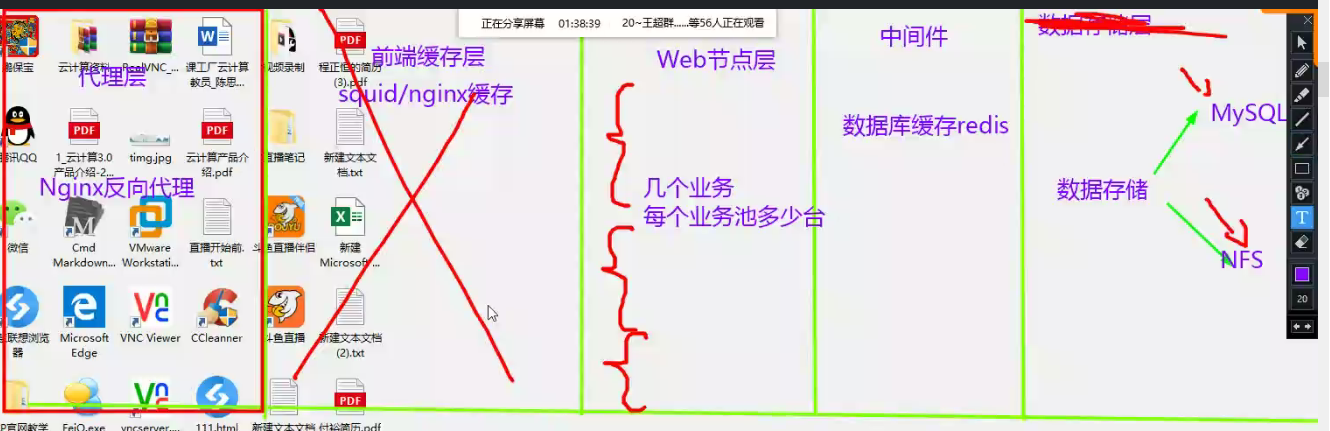 正在分享屏幕 01:38:39 20~王超群......等56人正在观看
代理层
Nginx反向代理
前端缓存层
squid/nginx缓存
Web节点层
几个业务
每个业务池多少台
中间件
数据库缓存redis
数据存储层
数据存储
MySQL
NFS
云计算资料
RealVNC_...
课工厂云计算
教员_陈思...
程正恒的简历
(3).pdf
腾讯QQ
1_云计算3.0
产品介绍-2...
timg.jpg
云计算产品介
绍.pdf
直播笔记
新建文本文
档.txt
微信
Cmd
Markdown...
VMware
Workstati...
直播开始前.
txt
斗鱼直播伴侣
新建
Microsoft...
联想浏览
器
Microsoft
Edge
VNC Viewer
CCleanner
斗鱼直播
新建文本文档
(2).txt
P官网教学
FeiQ.exe
vncserver...
111.html
新建文本文档
付裕简历.pdf
PDF
T
20